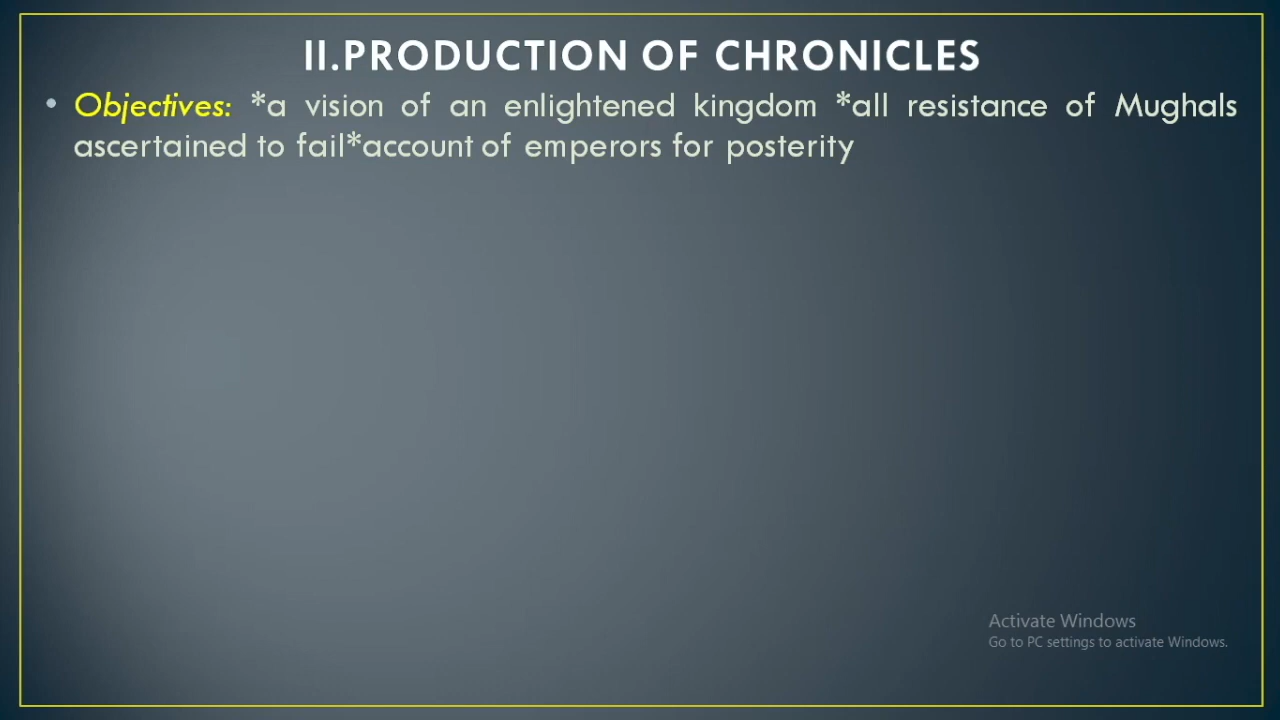 II.PRODUCTION OF CHRONICLES
• Objectives: *a vision of an enlightened kingdom *all resistance of Mughals
ascertained to fail*account of emperors for posterity
Activate Windows
Go to PC settings to activate Windows.